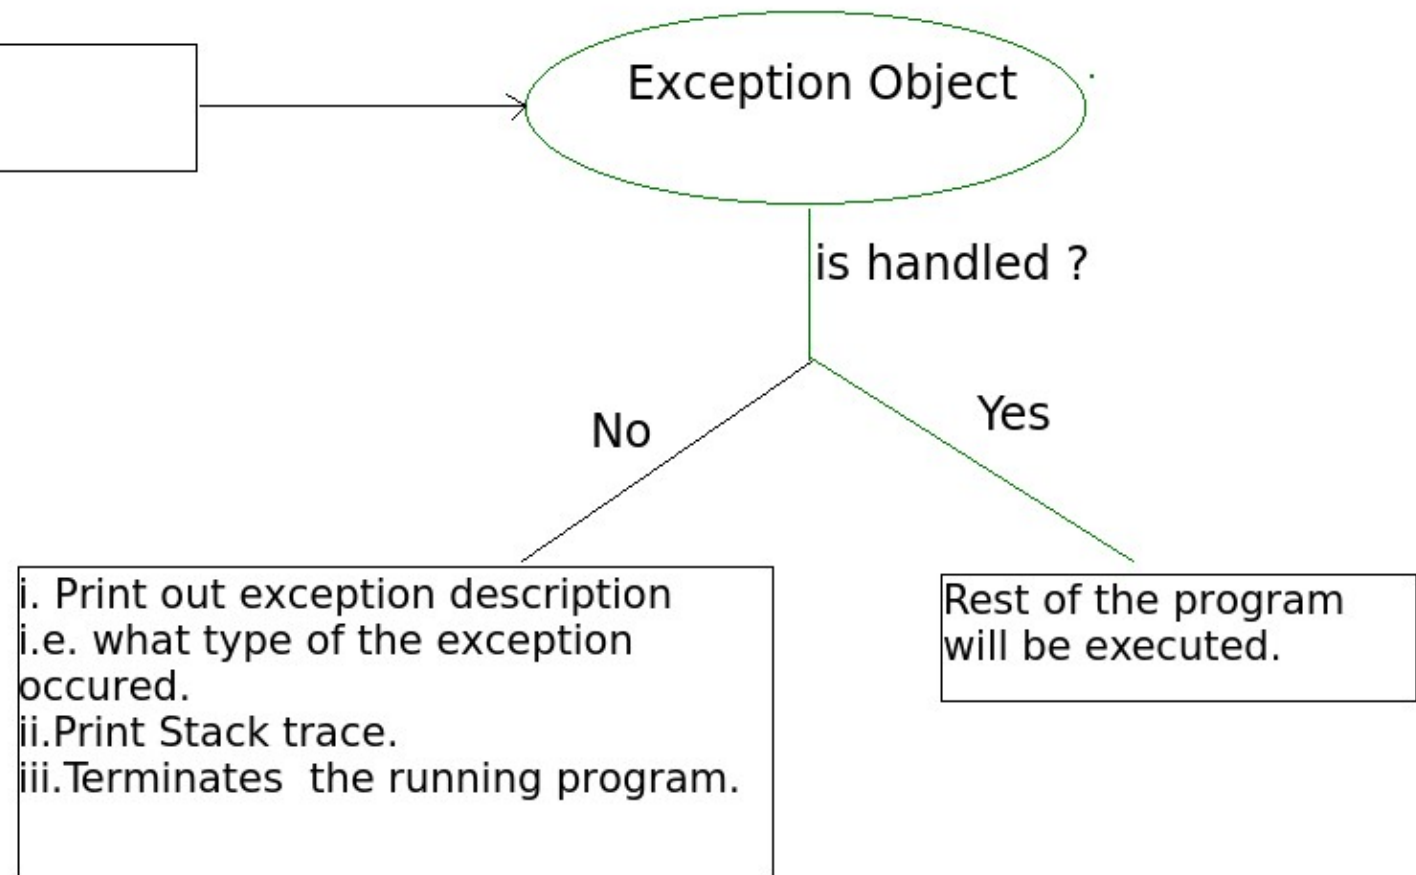 Exception Object
is handled ?
No
Yes
i. Print out exception description
i.e. what type of the exception
occured.
ii.Print Stack trace.
iii.Terminates  the running program.
Rest of the program
will be executed.